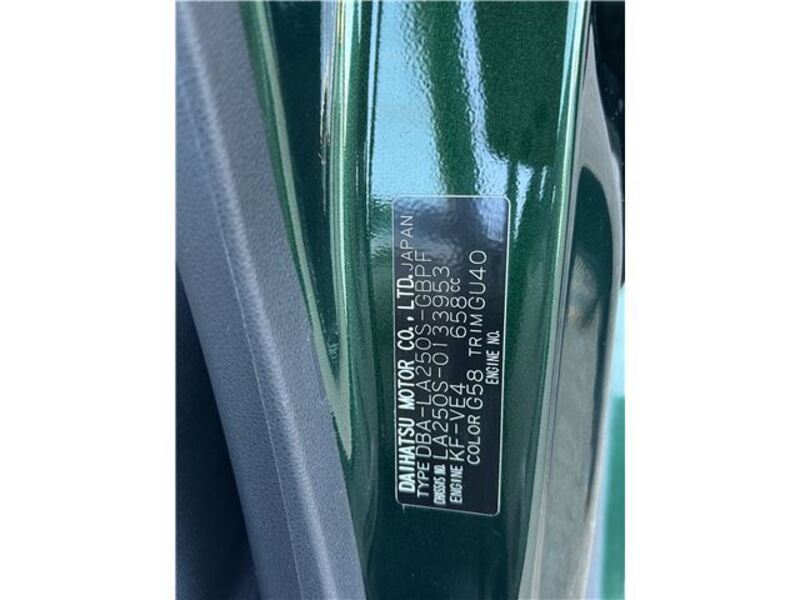 DAIHATSU MOTOR CO., LTD. JAPAN
TYPE DBA-LA250S-GBPF
CHASSIS NO. LA250S-0133953
ENGINE KF-VE4 658cc
COLOR G58 TRIM GU40
ENGINE NO.